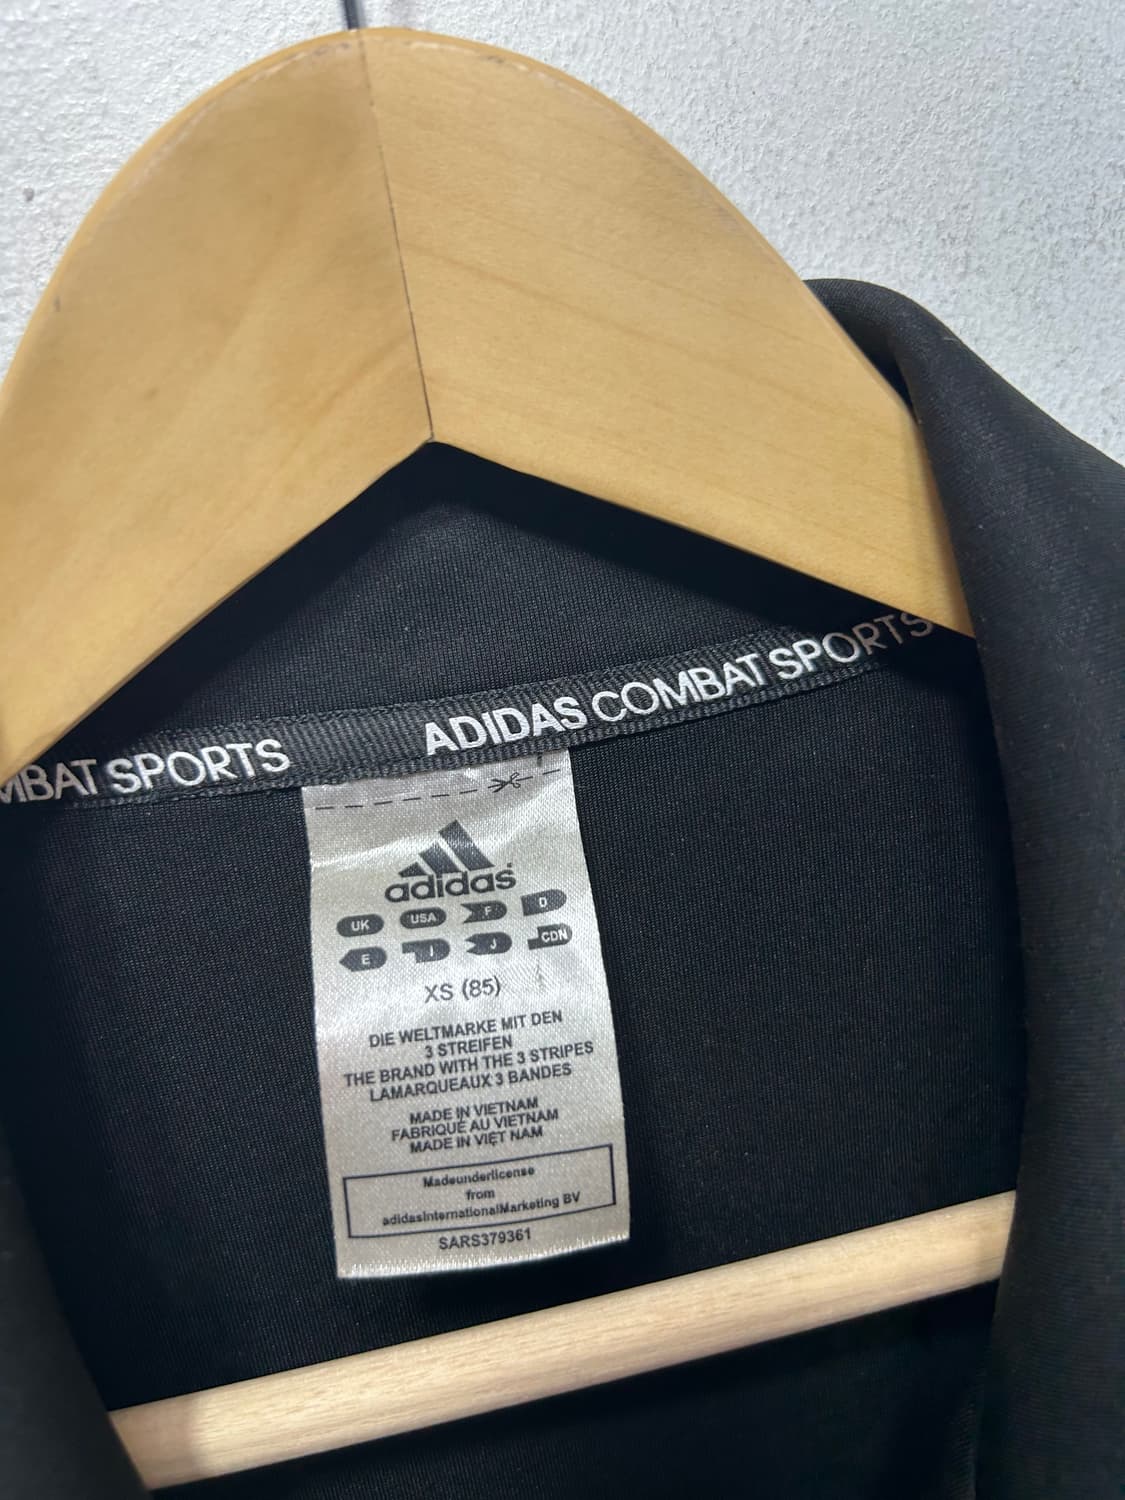 MBAT SPORTS
ADIDAS COMBAT SPORTS
adidas
UK USA F D
E I J CDN
XS (85)
DIE WELTMARKE MIT DEN
3 STREIFEN
THE BRAND WITH THE 3 STRIPES
LAMARQUEAUX 3 BANDES
MADE IN VIETNAM
FABRIQUÉ AU VIETNAM
MADE IN VIỆT NAM
Madeunderlicense
from
adidasInternationalMarketing BV
SARS379361